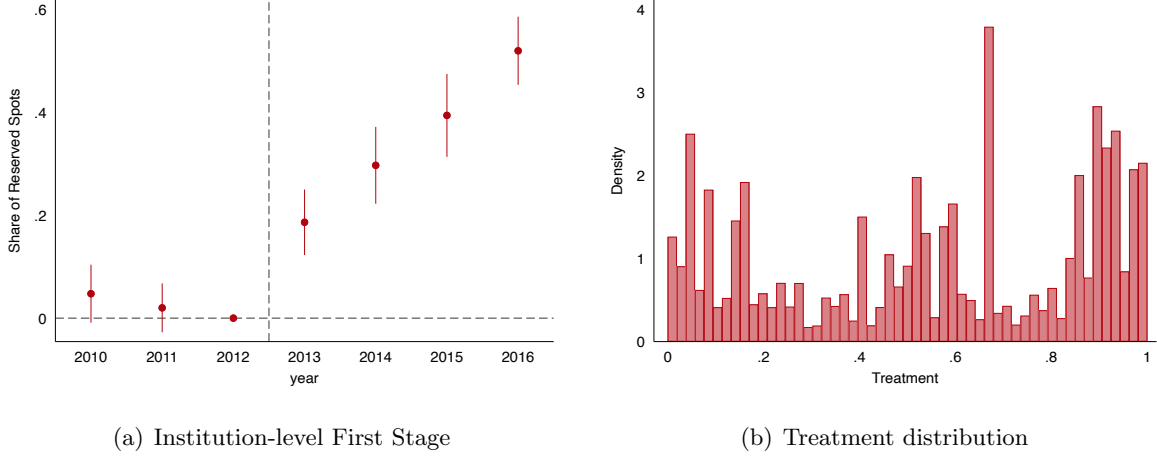 .6
.4
.2
0
Share of Reserved Spots
2010 2011 2012 2013 2014 2015 2016
year
(a) Institution-level First Stage
4
3
2
1
0
Density
0 .2 .4 .6 .8 1
Treatment
(b) Treatment distribution